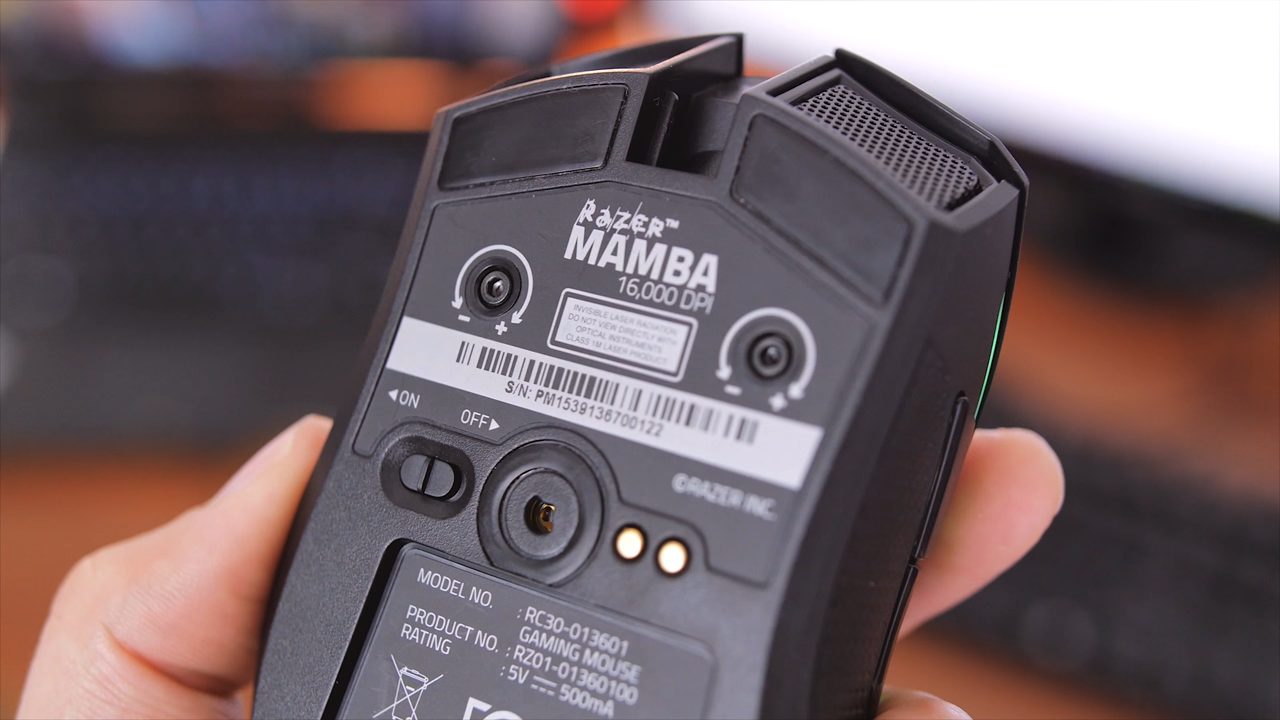 RAZER™
MAMBA
16,000 DPI
INVISIBLE LASER RADIATION
DO NOT VIEW DIRECTLY WITH
OPTICAL INSTRUMENTS
CLASS 1M LASER PRODUCT
- +
- +
S/N: PM1539136700122
◀ON
OFF▶
©RAZER INC.
MODEL NO. : RC30-013601
GAMING MOUSE
PRODUCT NO. : RZ01-01360100
RATING : 5V ⎓ 500mA